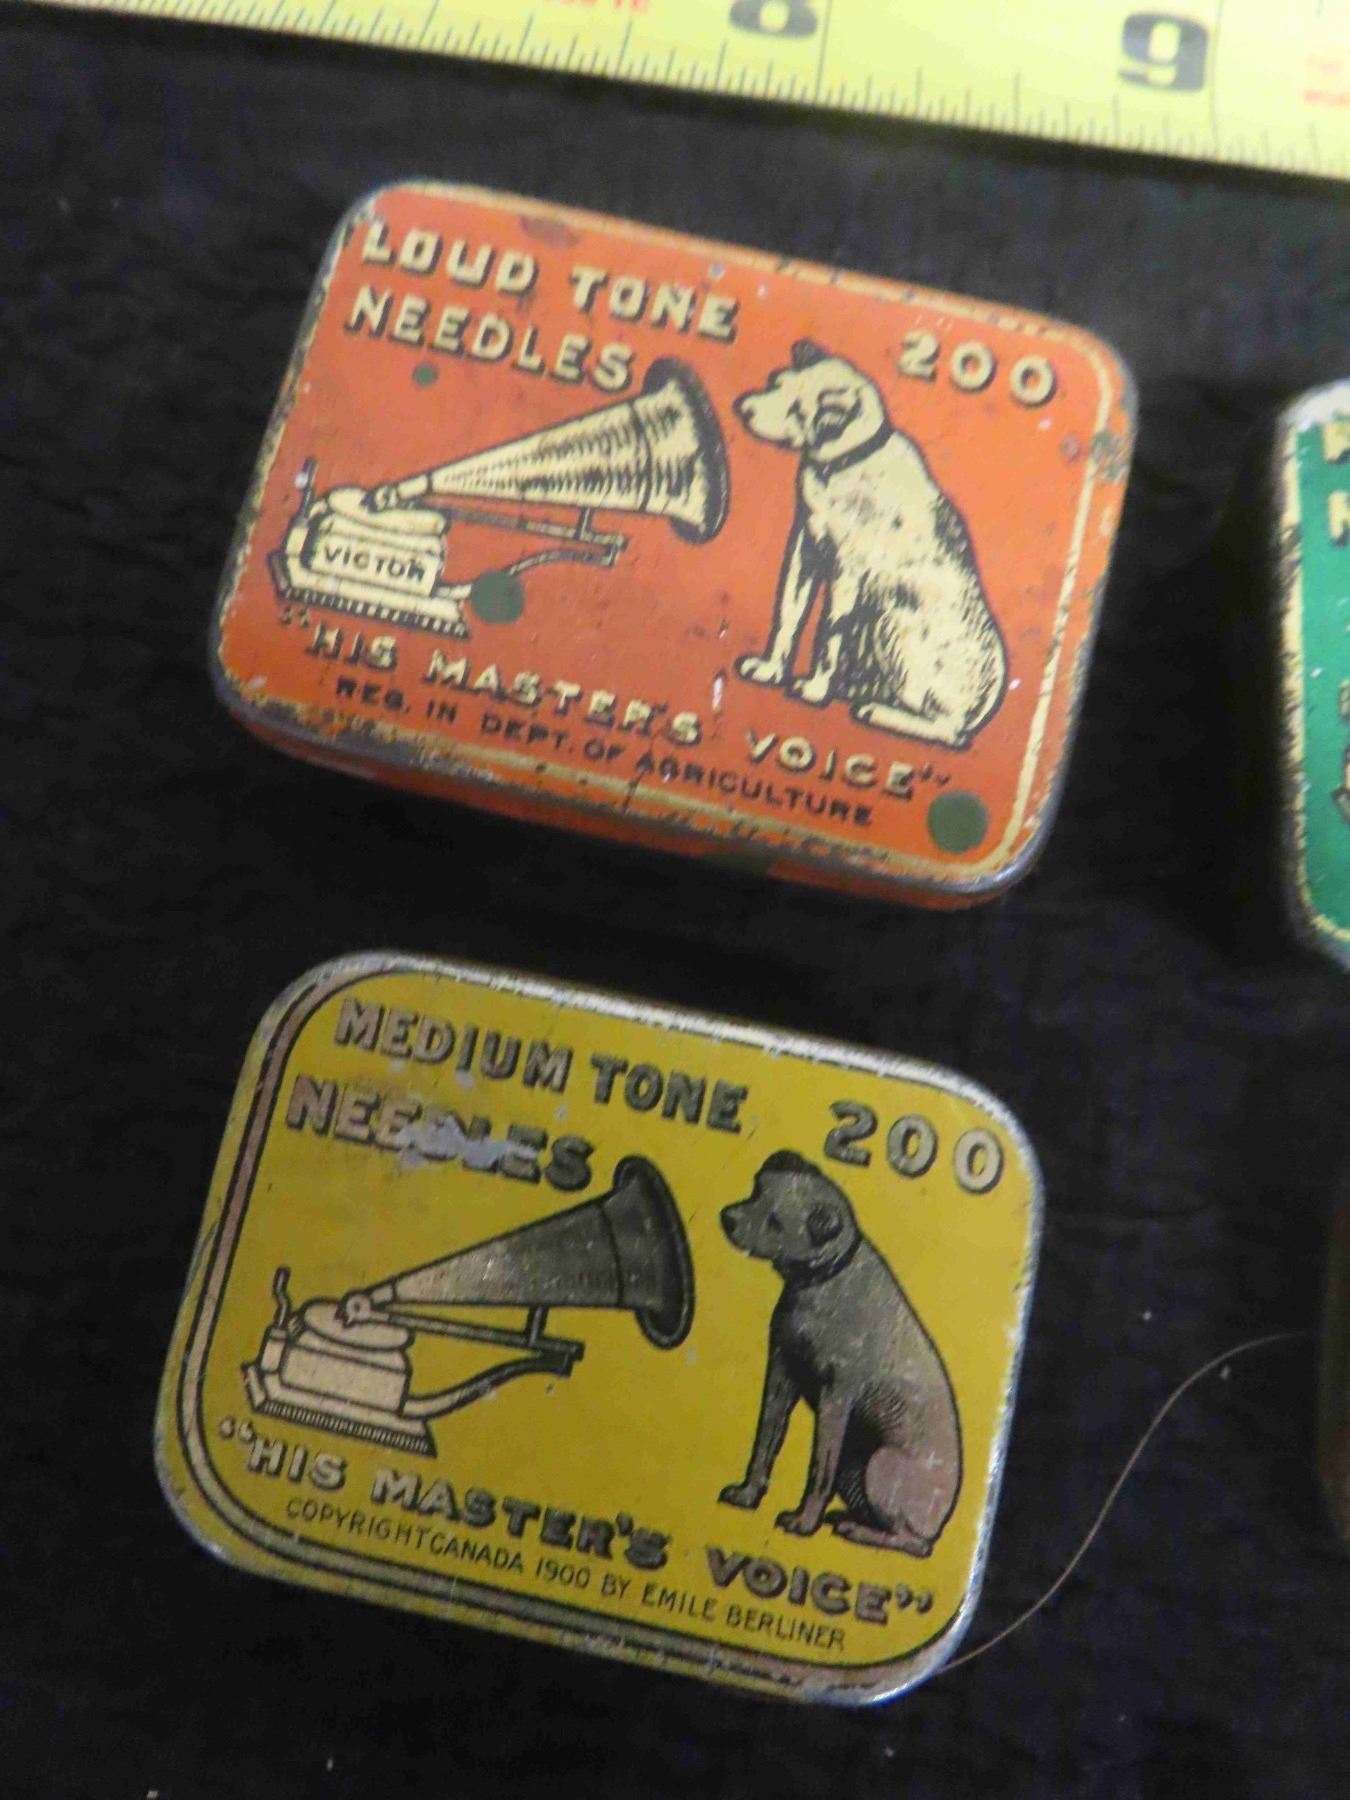 8 9
LOUD TONE
NEEDLES
200
VICTOR
"HIS MASTER'S VOICE"
REG. IN DEPT. OF AGRICULTURE
MEDIUM TONE
NEEDLES
200
"HIS MASTER'S VOICE"
COPYRIGHT CANADA 1900 BY EMILE BERLINER